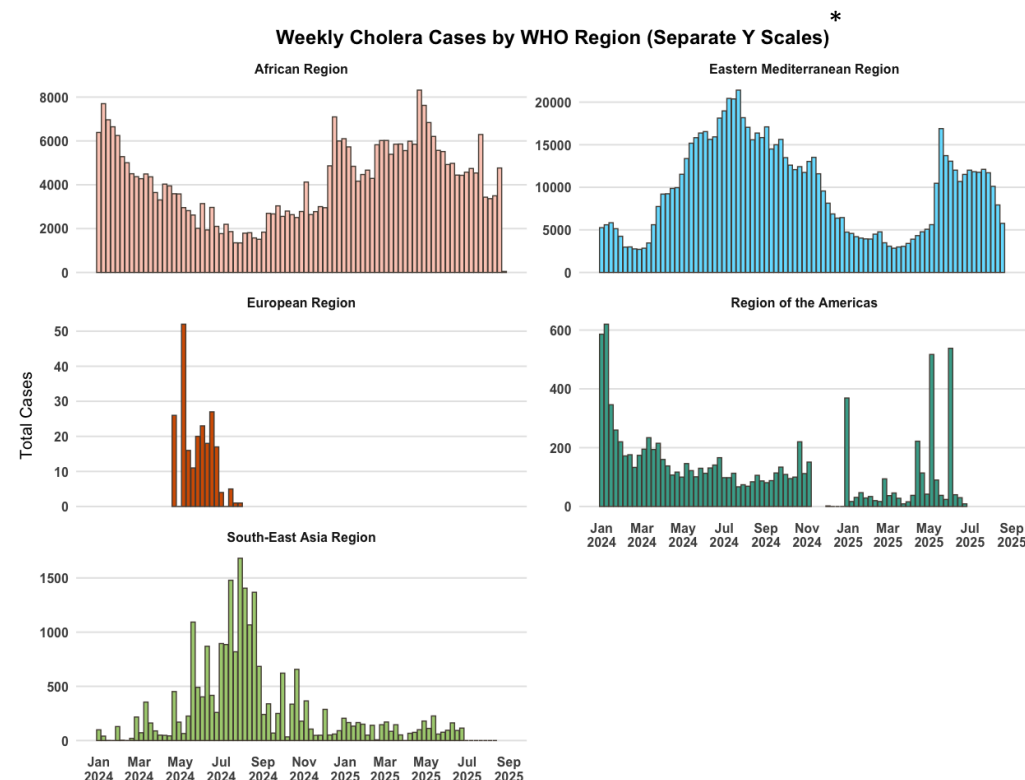 Weekly Cholera Cases by WHO Region (Separate Y Scales)*
African Region
8000
6000
4000
2000
0
Eastern Mediterranean Region
20000
15000
10000
5000
0
Total Cases
European Region
50
40
30
20
10
0
Region of the Americas
600
400
200
0
Jan Mar May Jul Sep Nov Jan Mar May Jul Sep
2024 2024 2024 2024 2024 2024 2025 2025 2025 2025 2025
South-East Asia Region
1500
1000
500
0
Jan Mar May Jul Sep Nov Jan Mar May Jul Sep
2024 2024 2024 2024 2024 2024 2025 2025 2025 2025 2025